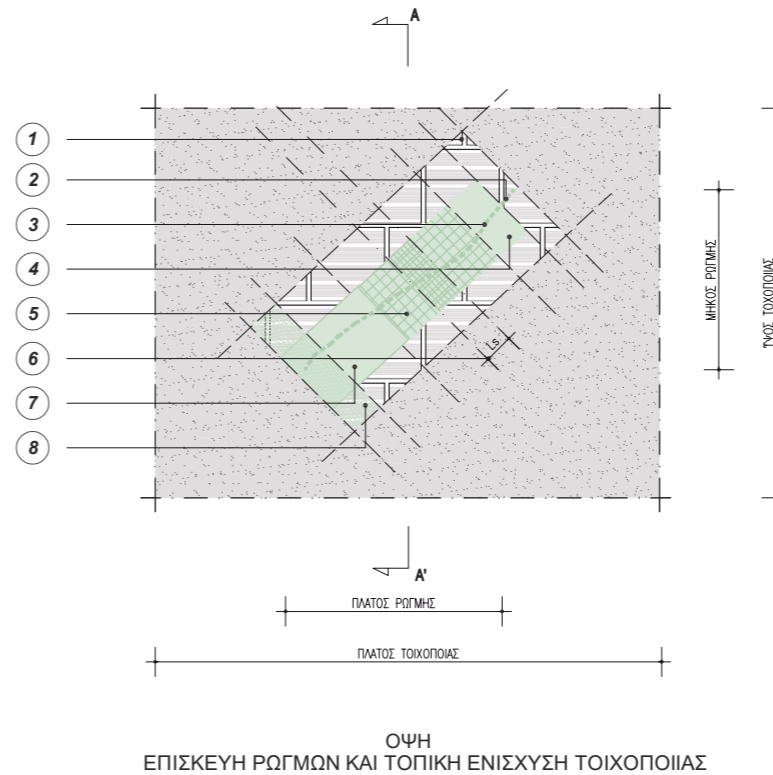 A
1
2
3
4
5
6
7
8
Ls
ΜΗΚΟΣ ΡΩΓΜΗΣ
ΥΨΟΣ ΤΟΙΧΟΠΟΙΑΣ
A'
ΠΛΑΤΟΣ ΡΩΓΜΗΣ
ΠΛΑΤΟΣ ΤΟΙΧΟΠΟΙΑΣ
ΟΨΗ
ΕΠΙΣΚΕΥΗ ΡΩΓΜΩΝ ΚΑΙ ΤΟΠΙΚΗ ΕΝΙΣΧΥΣΗ ΤΟΙΧΟΠΟΙΙΑΣ